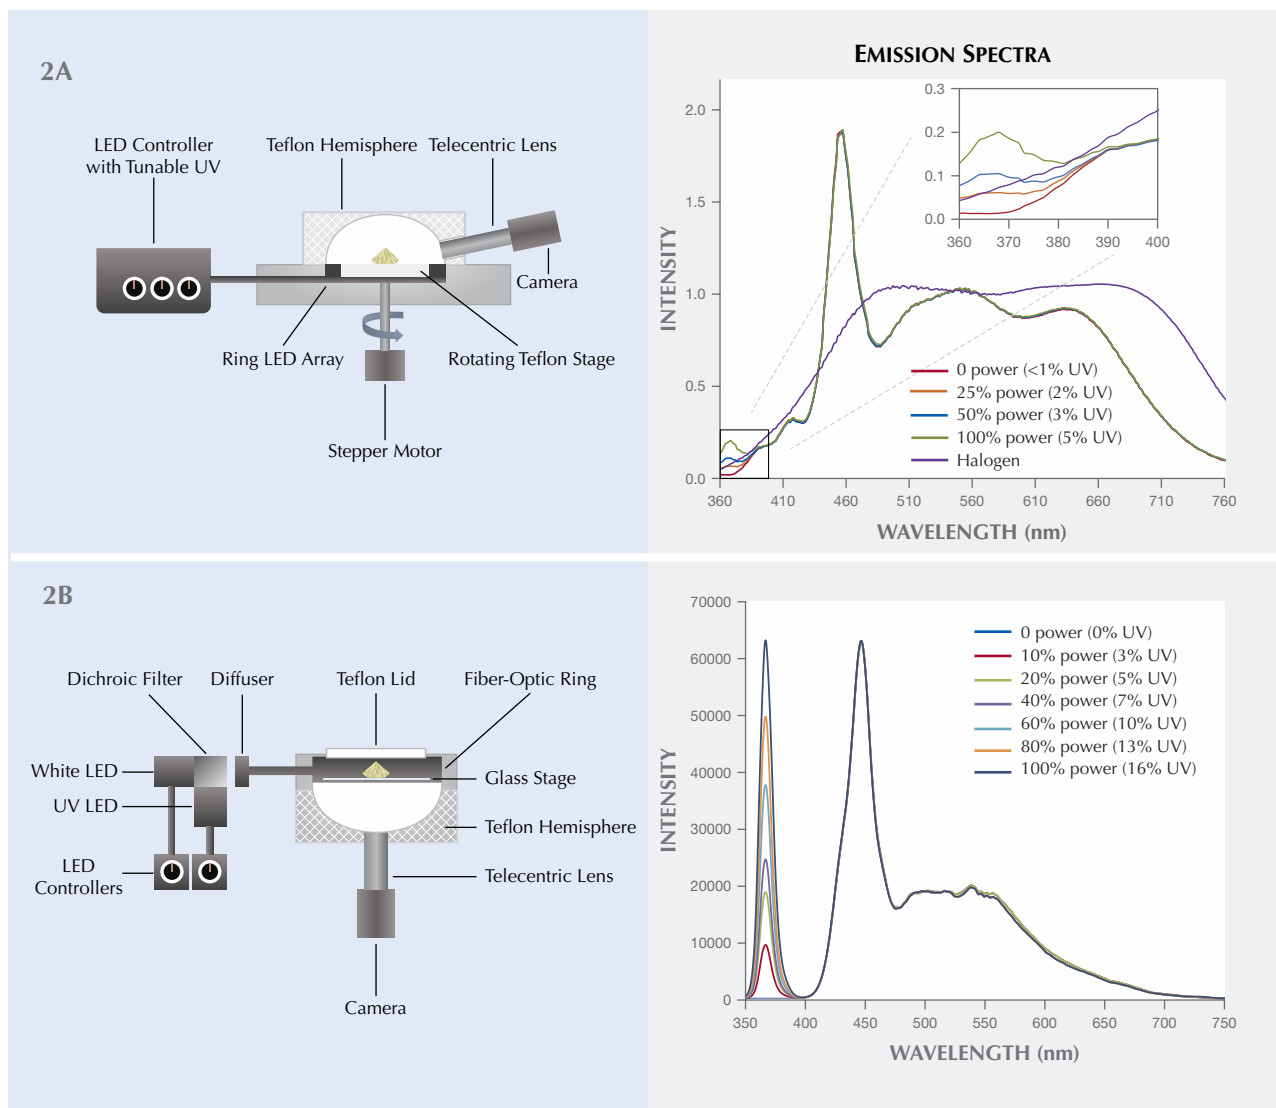 2A
LED Controller
with Tunable UV
Teflon Hemisphere
Telecentric Lens
Camera
Ring LED Array
Rotating Teflon Stage
Stepper Motor
EMISSION SPECTRA
INTENSITY
2.0
1.5
1.0
0.5
0.0
360
410
460
510
560
610
660
710
760
WAVELENGTH (nm)
0.3
0.2
0.1
0.0
360
370
380
390
400
0 power (<1% UV)
25% power (2% UV)
50% power (3% UV)
100% power (5% UV)
Halogen
2B
Dichroic Filter
Diffuser
Teflon Lid
Fiber-Optic Ring
White LED
UV LED
LED
Controllers
Glass Stage
Teflon Hemisphere
Telecentric Lens
Camera
INTENSITY
70000
60000
50000
40000
30000
20000
10000
0
350
400
450
500
550
600
650
700
750
WAVELENGTH (nm)
0 power (0% UV)
10% power (3% UV)
20% power (5% UV)
40% power (7% UV)
60% power (10% UV)
80% power (13% UV)
100% power (16% UV)